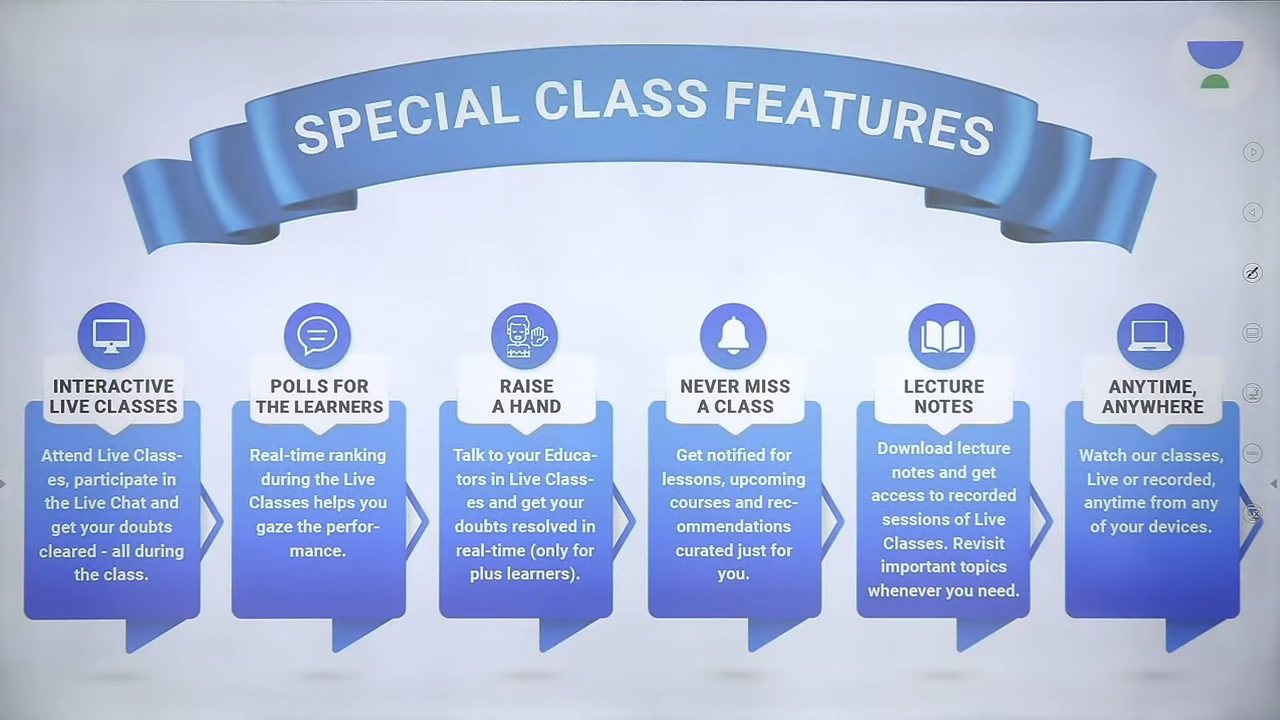 SPECIAL CLASS FEATURES
INTERACTIVE
LIVE CLASSES
Attend Live Class-
es, participate in
the Live Chat and
get your doubts
cleared - all during
the class.
POLLS FOR
THE LEARNERS
Real-time ranking
during the Live
Classes helps you
gaze the perfor-
mance.
RAISE
A HAND
Talk to your Educa-
tors in Live Class-
es and get your
doubts resolved in
real-time (only for
plus learners).
NEVER MISS
A CLASS
Get notified for
lessons, upcoming
courses and rec-
ommendations
curated just for
you.
LECTURE
NOTES
Download lecture
notes and get
access to recorded
sessions of Live
Classes. Revisit
important topics
whenever you need.
ANYTIME,
ANYWHERE
Watch our classes,
Live or recorded,
anytime from any
of your devices.